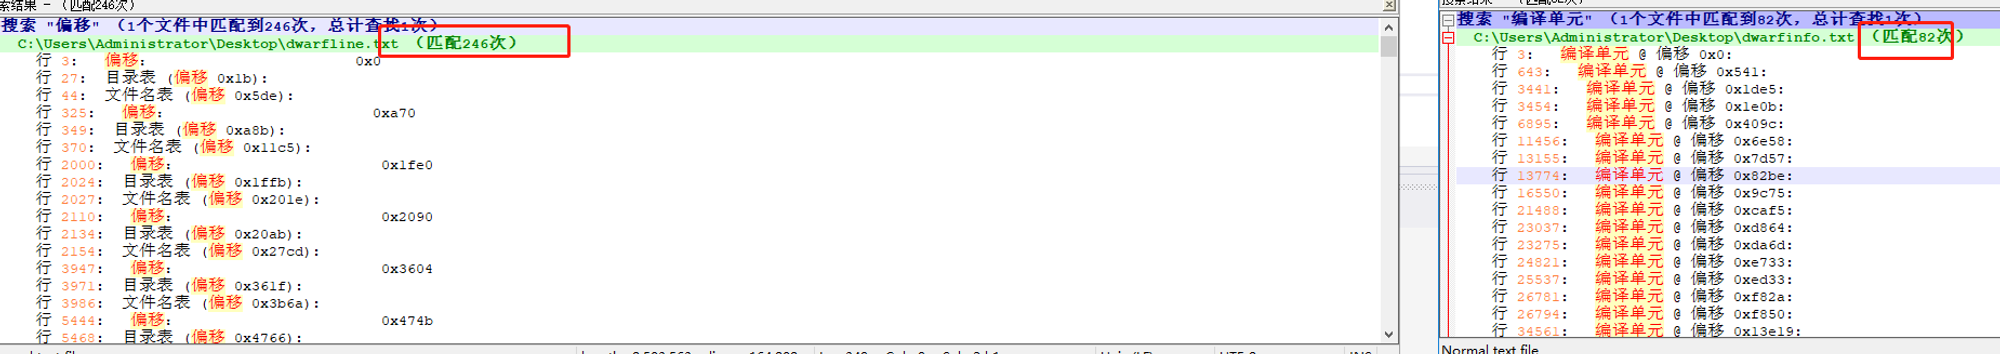 索结果 - （匹配246次）
搜索 "偏移" （1个文件中匹配到246次，总计查找1次）
C:\Users\Administrator\Desktop\dwarfline.txt （匹配246次）
行 3: 偏移: 0x0
行 27: 目录表 (偏移 0x1b):
行 44: 文件名表 (偏移 0x5de):
行 325: 偏移: 0xa70
行 349: 目录表 (偏移 0xa8b):
行 370: 文件名表 (偏移 0x11c5):
行 2000: 偏移: 0x1fe0
行 2024: 目录表 (偏移 0x1ffb):
行 2027: 文件名表 (偏移 0x201e):
行 2110: 偏移: 0x2090
行 2134: 目录表 (偏移 0x20ab):
行 2154: 文件名表 (偏移 0x27cd):
行 3947: 偏移: 0x3604
行 3971: 目录表 (偏移 0x361f):
行 3986: 文件名表 (偏移 0x3b6a):
行 5444: 偏移: 0x474b
行 5468: 目录表 (偏移 0x4766):
搜索 "编译单元" （1个文件中匹配到82次，总计查找1次）
C:\Users\Administrator\Desktop\dwarfinfo.txt （匹配82次）
行 3: 编译单元 @ 偏移 0x0:
行 643: 编译单元 @ 偏移 0x541:
行 3441: 编译单元 @ 偏移 0x1de5:
行 3454: 编译单元 @ 偏移 0x1e0b:
行 6895: 编译单元 @ 偏移 0x409c:
行 11456: 编译单元 @ 偏移 0x6e58:
行 13155: 编译单元 @ 偏移 0x7d57:
行 13774: 编译单元 @ 偏移 0x82be:
行 16550: 编译单元 @ 偏移 0x9c75:
行 21488: 编译单元 @ 偏移 0xcaf5:
行 23037: 编译单元 @ 偏移 0xd864:
行 23275: 编译单元 @ 偏移 0xda6d:
行 24821: 编译单元 @ 偏移 0xe733:
行 25537: 编译单元 @ 偏移 0xed33:
行 26781: 编译单元 @ 偏移 0xf82a:
行 26794: 编译单元 @ 偏移 0xf850:
行 34561: 编译单元 @ 偏移 0x13e19:
Normal text file